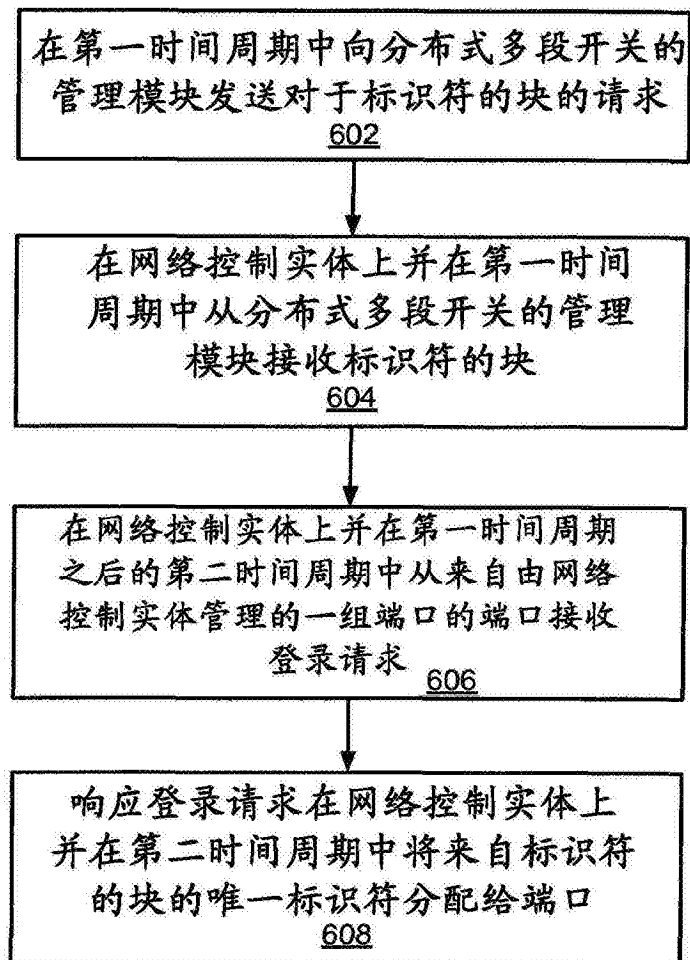 在第一时间周期中向分布式多段开关的
管理模块发送对于标识符的块的请求
602
在网络控制实体上并在第一时间
周期中从分布式多段开关的管理
模块接收标识符的块
604
在网络控制实体上并在第一时间周期
之后的第二时间周期中从来自由网络
控制实体管理的一组端口的端口接收
登录请求
606
响应登录请求在网络控制实体上
并在第二时间周期中将来自标识符
的块的唯一标识符分配给端口
608